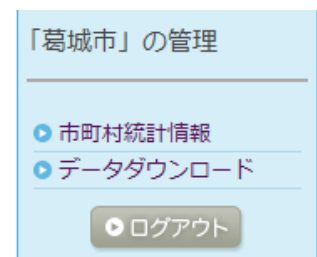 「葛城市」の管理
市町村統計情報
データダウンロード
ログアウト